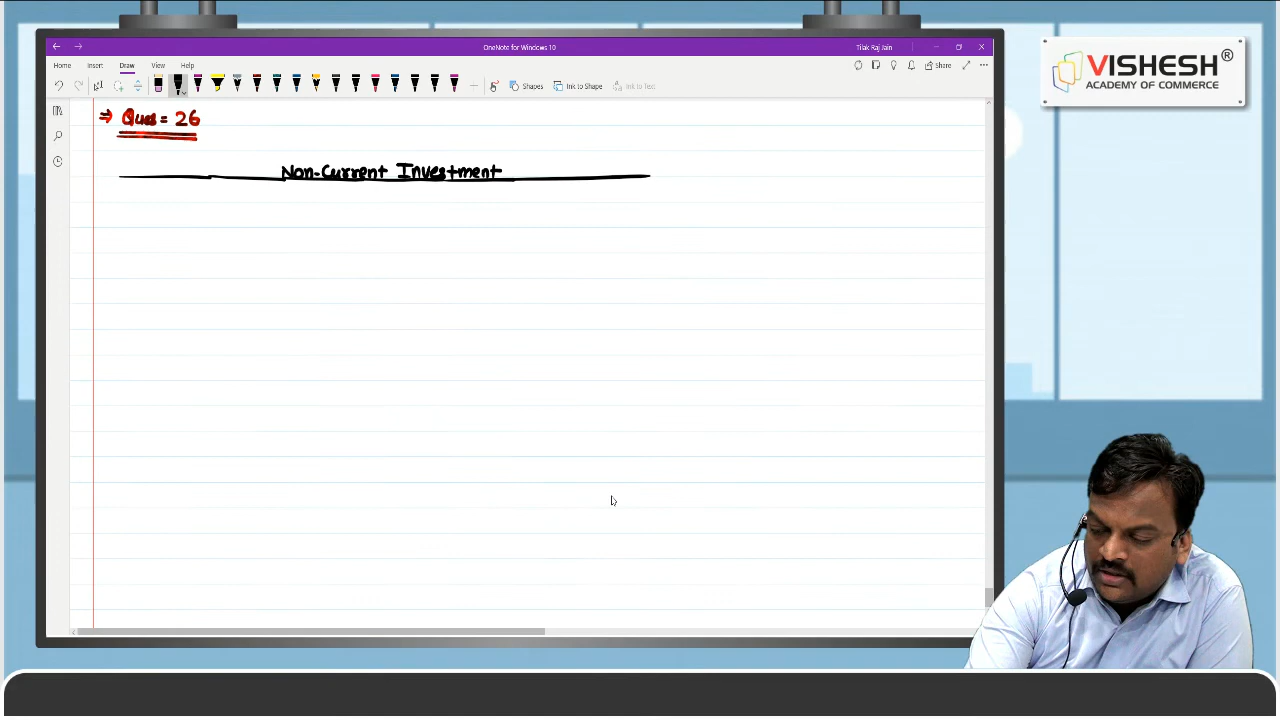 OneNote for Windows 10
Tilak Raj Jain
Home Insert Draw View Help
Share
Shapes Ink to Shape Ink to Text
⇒ Ques = 26
Non-Current Investment
VISHESH®
ACADEMY OF COMMERCE